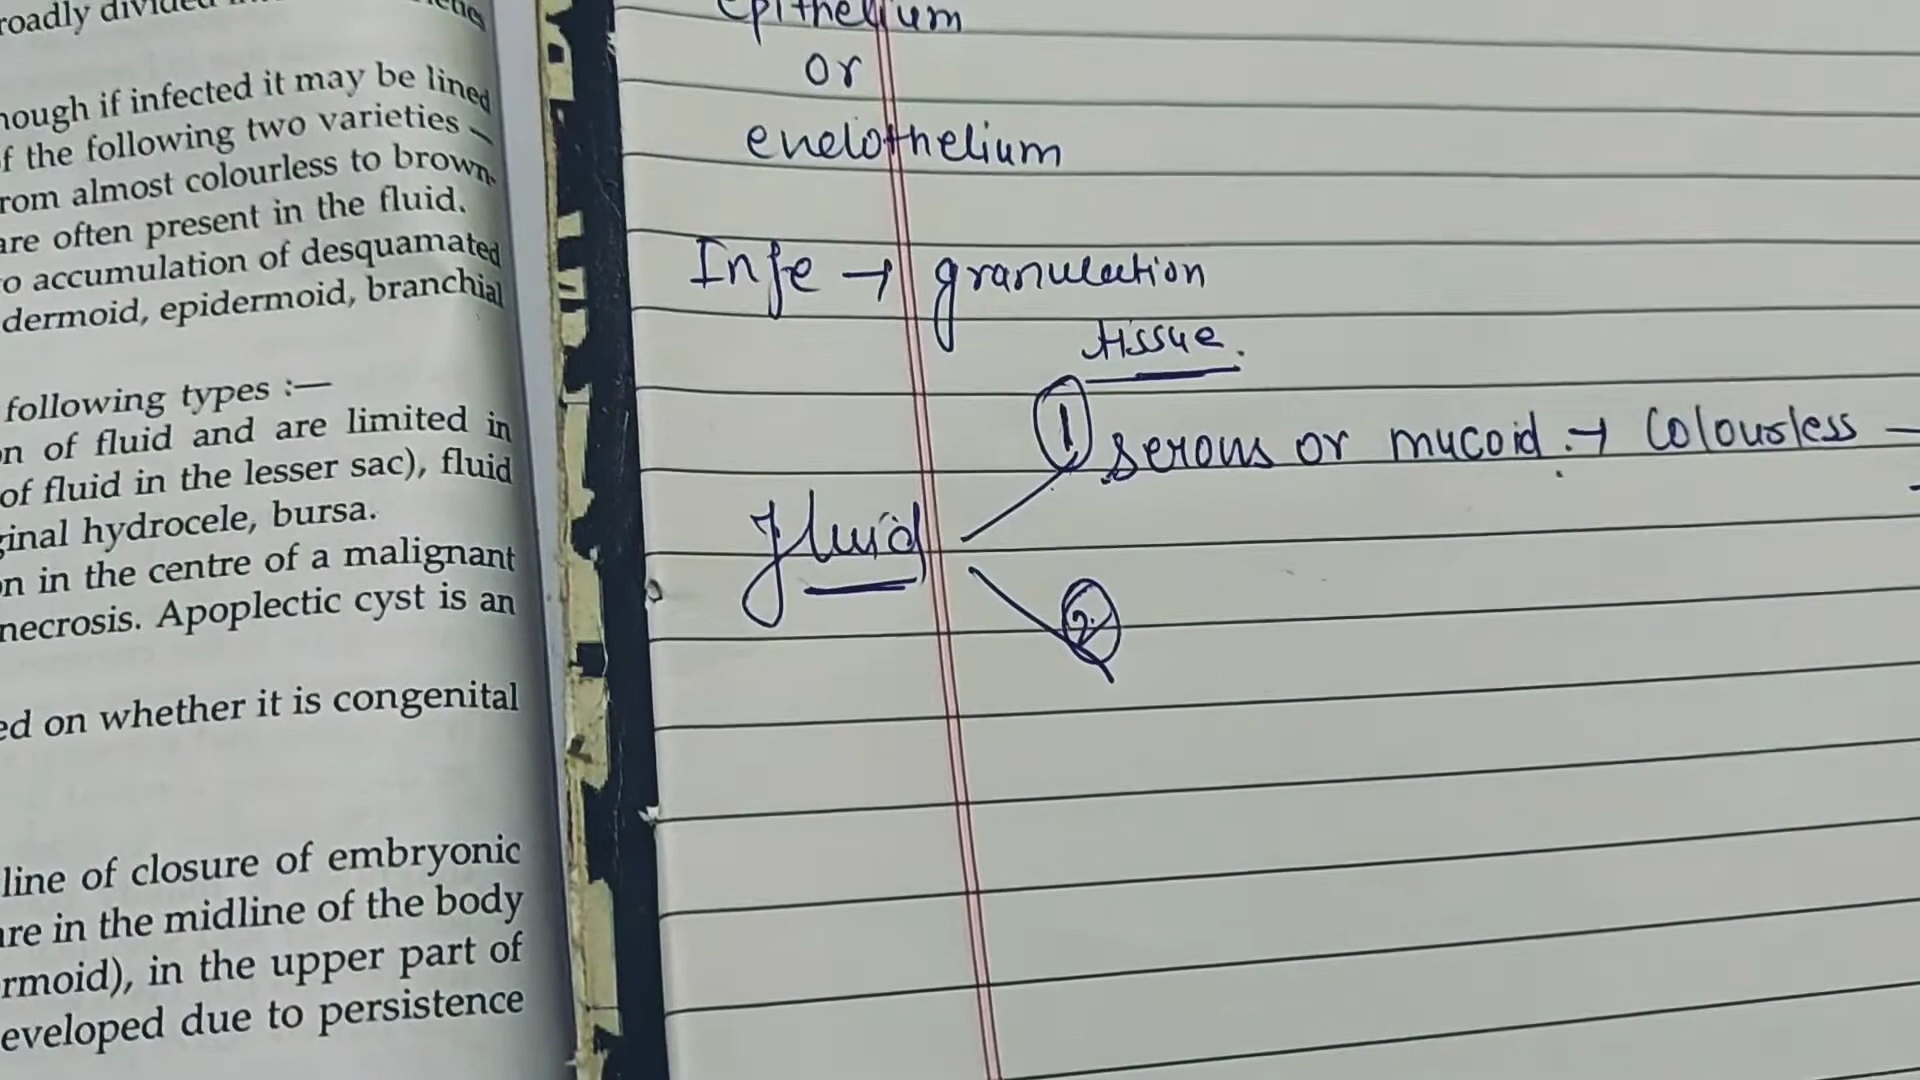 roadly divided
hough if infected it may be lined
f the following two varieties —
rom almost colourless to brown-
are often present in the fluid.
o accumulation of desquamated
dermoid, epidermoid, branchial
following types :—
on of fluid and are limited in
of fluid in the lesser sac), fluid
ginal hydrocele, bursa.
on in the centre of a malignant
necrosis. Apoplectic cyst is an
ed on whether it is congenital
line of closure of embryonic
are in the midline of the body
rmoid), in the upper part of
eveloped due to persistence
epithelium
or
endothelium
Infe → granulation
tissue.
① serous or mucoid. → Colourless —
Fluid
②